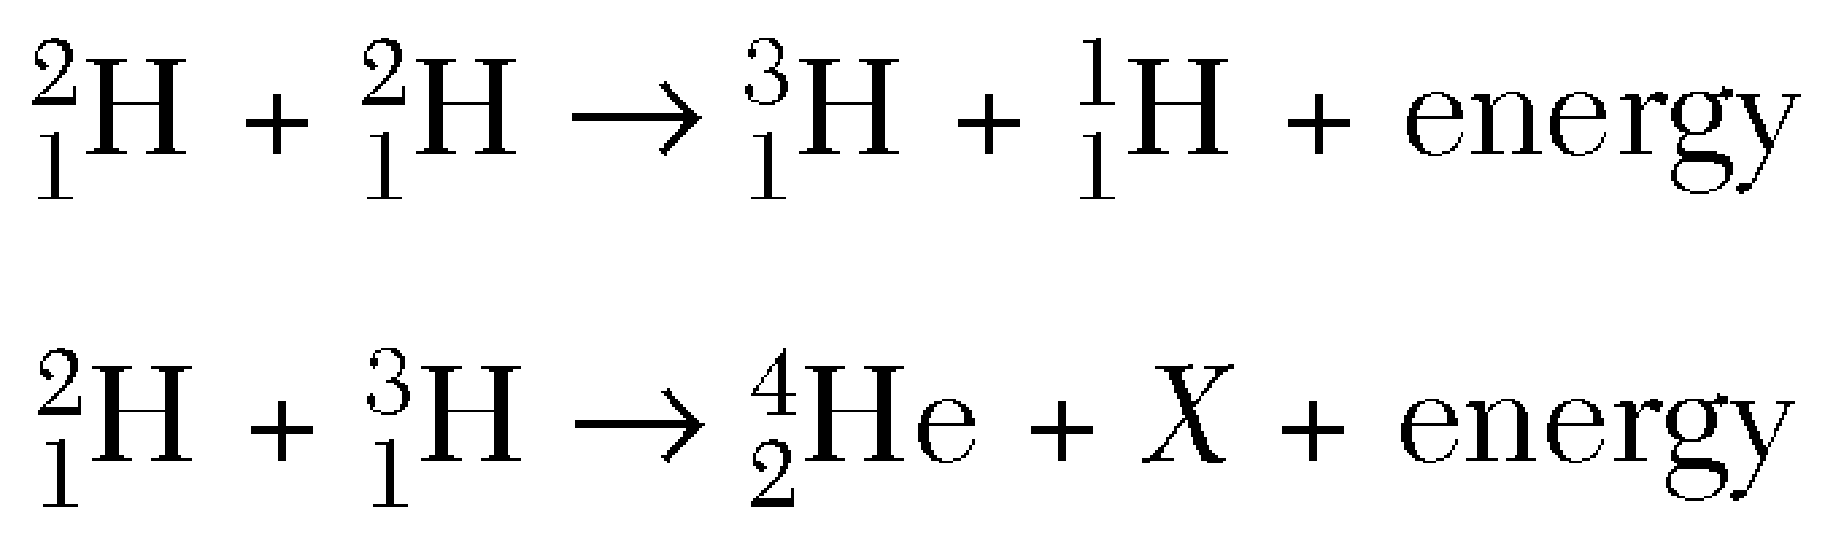 ²₁H + ²₁H → ³₁H + ¹₁H + energy
²₁H + ³₁H → ⁴₂He + X + energy